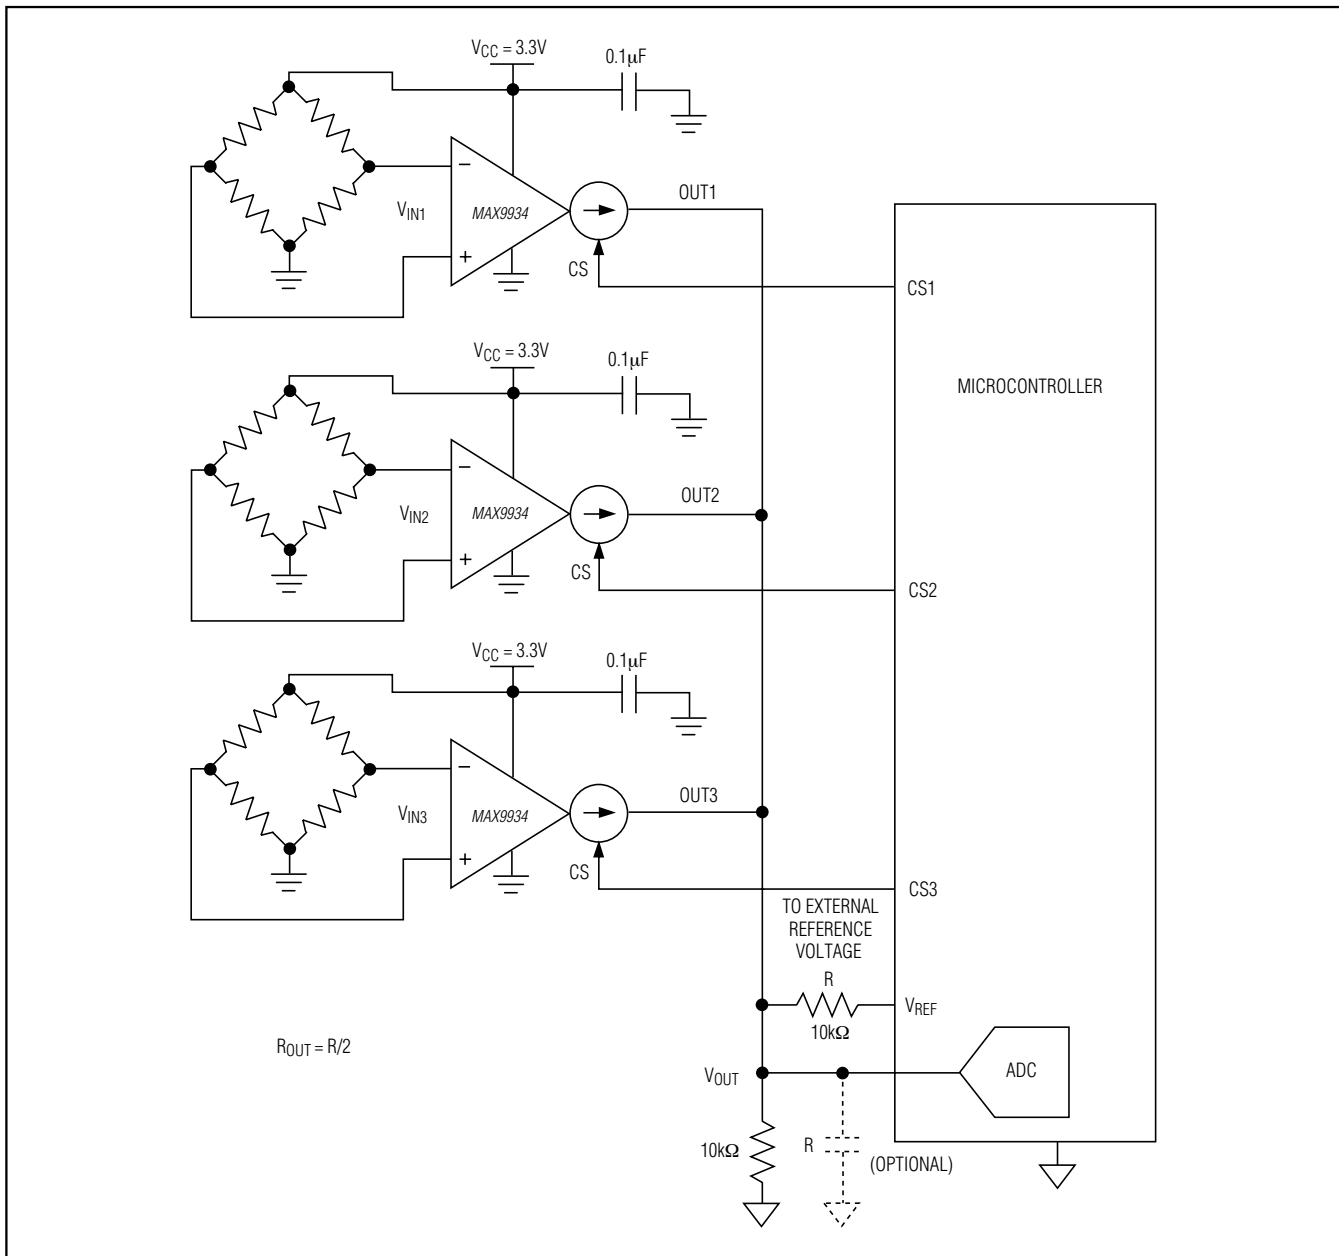 VCC = 3.3V
0.1µF
VIN1
−
MAX9934
+
OUT1
CS
CS1
VCC = 3.3V
0.1µF
MICROCONTROLLER
VIN2
−
MAX9934
+
OUT2
CS
CS2
VCC = 3.3V
0.1µF
VIN3
−
MAX9934
+
OUT3
CS
CS3
TO EXTERNAL
REFERENCE
VOLTAGE
R
10kΩ
VREF
ROUT = R/2
VOUT
ADC
10kΩ
R
(OPTIONAL)